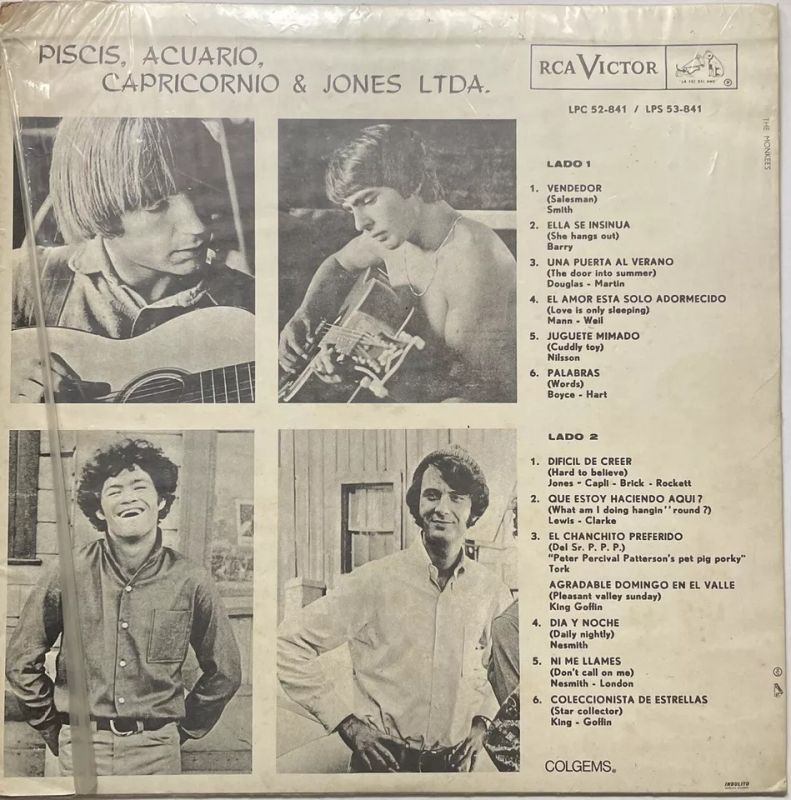 PISCIS, ACUARIO,
CAPRICORNIO & JONES LTDA.
RCA VICTOR
"LA VOZ DEL AMO"
LPC 52-841 / LPS 53-841
THE MONKEES
LADO 1
1. VENDEDOR
(Salesman)
Smith
2. ELLA SE INSINUA
(She hangs out)
Barry
3. UNA PUERTA AL VERANO
(The door into summer)
Douglas - Martin
4. EL AMOR ESTA SOLO ADORMECIDO
(Love is only sleeping)
Mann - Weil
5. JUGUETE MIMADO
(Cuddly toy)
Nilsson
6. PALABRAS
(Words)
Boyce - Hart
LADO 2
1. DIFICIL DE CREER
(Hard to believe)
Jones - Capli - Brick - Rockett
2. QUE ESTOY HACIENDO AQUI ?
(What am I doing hangin'' round ?)
Lewis - Clarke
3. EL CHANCHITO PREFERIDO
(Del Sr. P. P. P.)
"Peter Percival Patterson's pet pig porky"
Tork
AGRADABLE DOMINGO EN EL VALLE
(Pleasant valley sunday)
King Goffin
4. DIA Y NOCHE
(Daily nightly)
Nesmith
5. NI ME LLAMES
(Don't call on me)
Nesmith - London
6. COLECCIONISTA DE ESTRELLAS
(Star collector)
King - Goffin
COLGEMS®
INDULITO